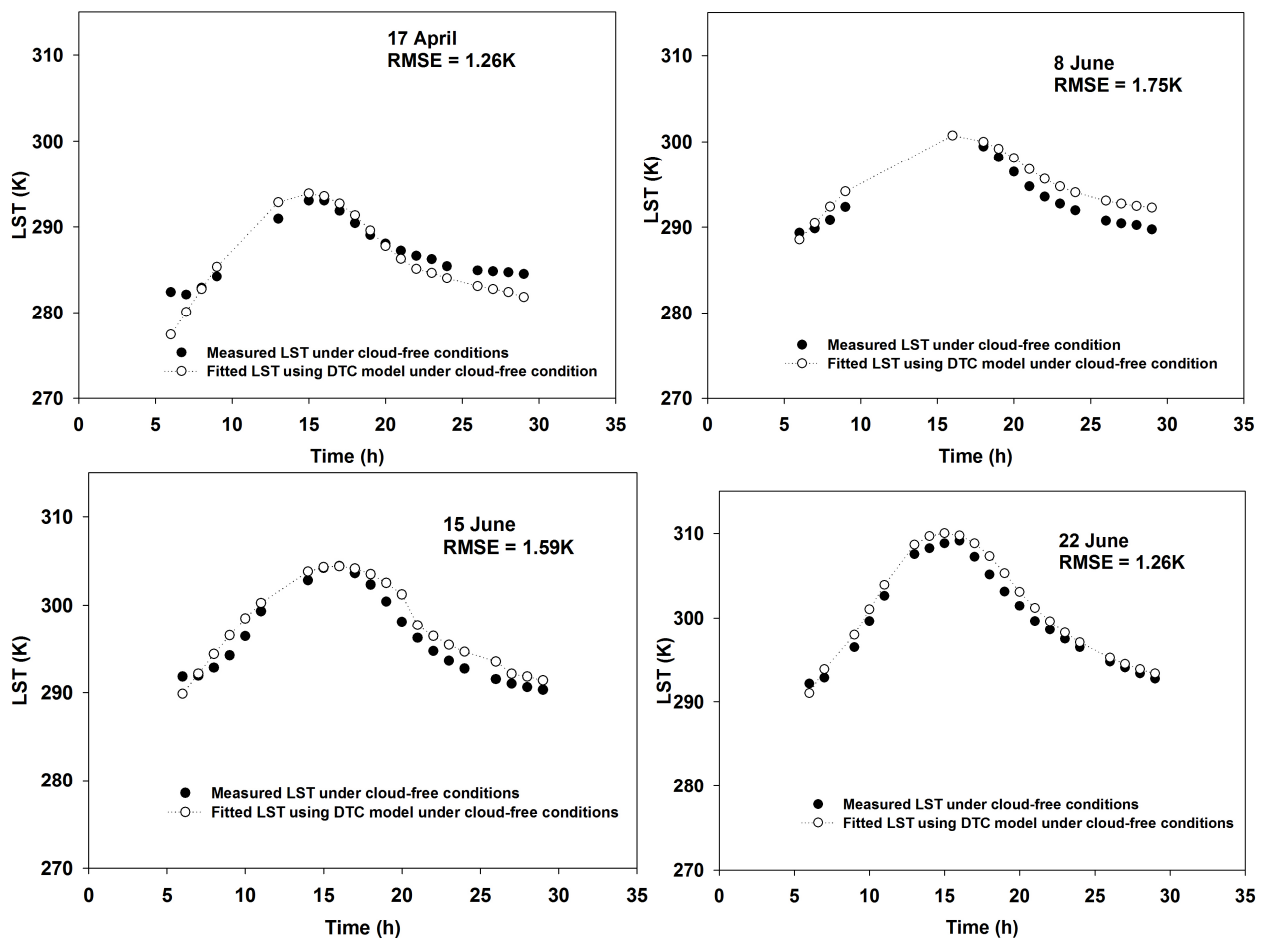 17 April
RMSE = 1.26K
310
300
290
280
270
LST (K)
Measured LST under cloud-free conditions
Fitted LST using DTC model under cloud-free condition
0 5 10 15 20 25 30 35
Time (h)
8 June
RMSE = 1.75K
310
300
290
280
270
LST (K)
Measured LST under cloud-free condition
Fitted LST using DTC model under cloud-free condition
0 5 10 15 20 25 30 35
Time (h)
15 June
RMSE = 1.59K
310
300
290
280
270
LST (K)
Measured LST under cloud-free conditions
Fitted LST using DTC model under cloud-free conditions
0 5 10 15 20 25 30 35
Time (h)
22 June
RMSE = 1.26K
310
300
290
280
270
LST (K)
Measured LST under cloud-free conditions
Fitted LST using DTC model under cloud-free conditions
0 5 10 15 20 25 30 35
Time (h)